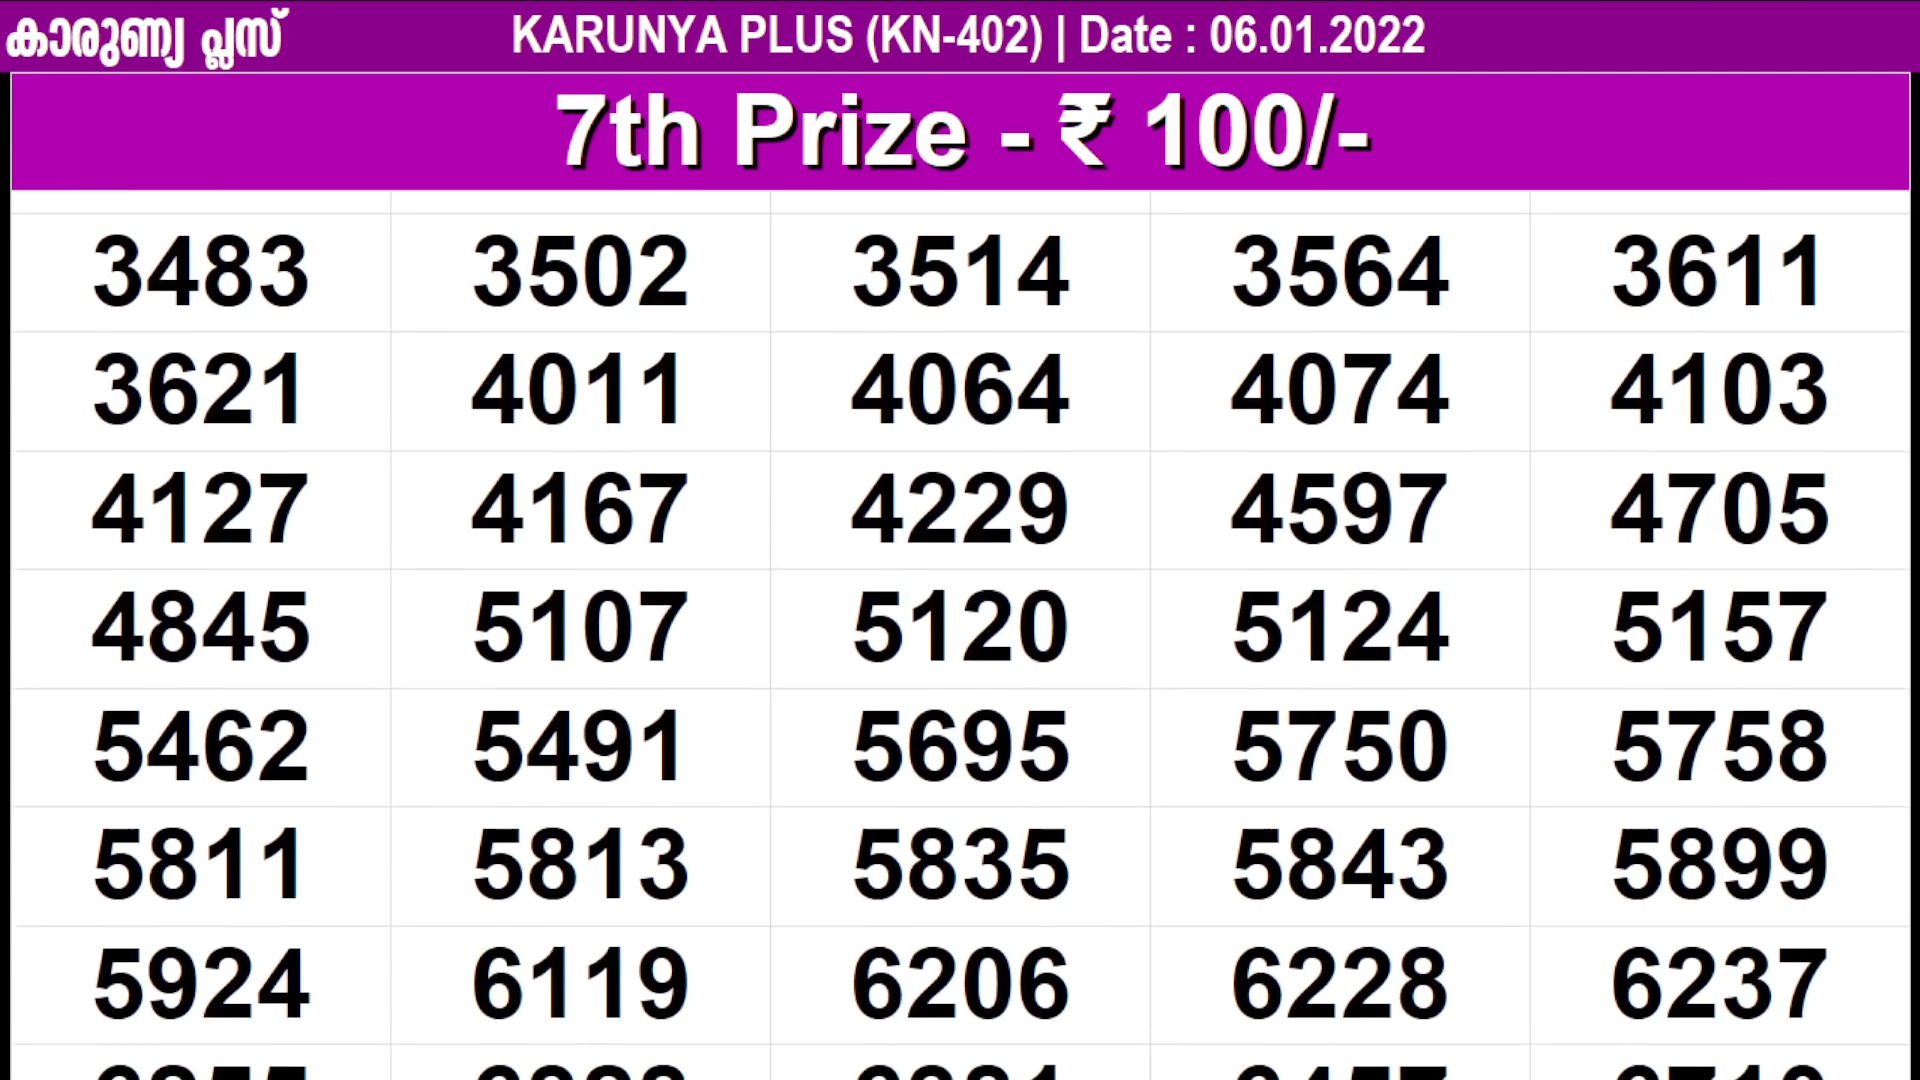 കാരുണ്യ പ്ലസ് KARUNYA PLUS (KN-402) | Date : 06.01.2022
7th Prize - ₹ 100/-
3483 3502 3514 3564 3611
3621 4011 4064 4074 4103
4127 4167 4229 4597 4705
4845 5107 5120 5124 5157
5462 5491 5695 5750 5758
5811 5813 5835 5843 5899
5924 6119 6206 6228 6237